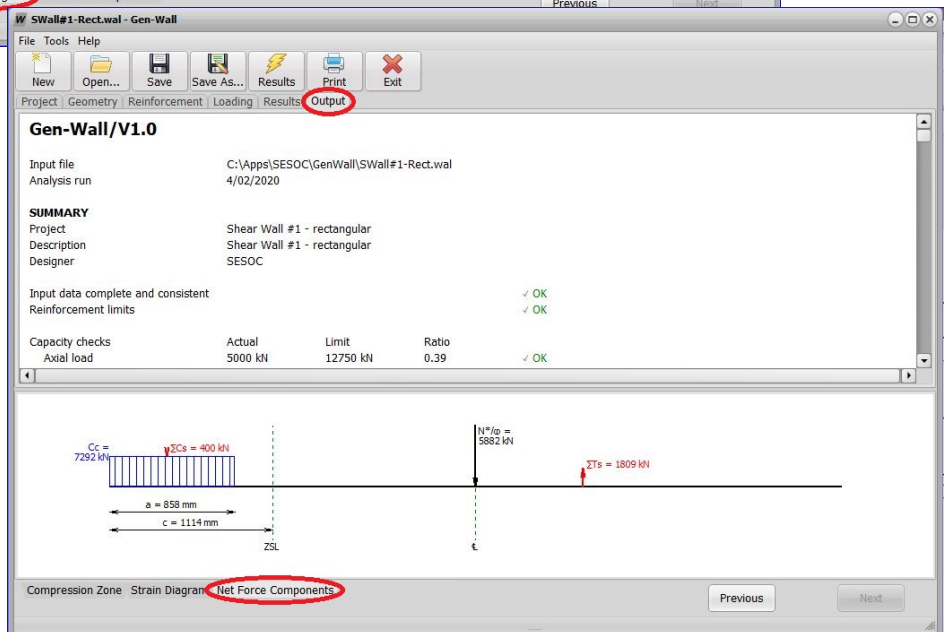 Previous Next
W SWall#1-Rect.wal - Gen-Wall
File Tools Help
New Open... Save Save As... Results Print Exit
Project Geometry Reinforcement Loading Results Output
Gen-Wall/V1.0
Input file C:\Apps\SESOC\GenWall\SWall#1-Rect.wal
Analysis run 4/02/2020
SUMMARY
Project Shear Wall #1 - rectangular
Description Shear Wall #1 - rectangular
Designer SESOC
Input data complete and consistent √ OK
Reinforcement limits √ OK
Capacity checks Actual Limit Ratio
Axial load 5000 kN 12750 kN 0.39 √ OK
Cc =
7292 kN
ΣCs = 400 kN
N*/φ =
5882 kN
ΣTs = 1809 kN
a = 858 mm
c = 1114 mm
ZSL ℄
Compression Zone Strain Diagram Net Force Components
Previous Next